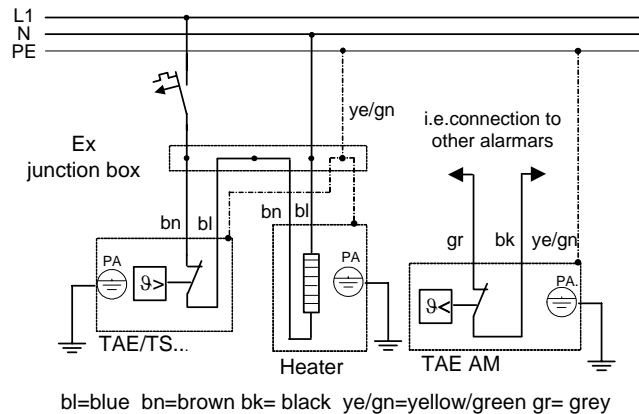 L1
N
PE
ye/gn
i.e.connection to
other alarmars
Ex
junction box
bn
bl
bn
bl
gr
bk
ye/gn
PA
ϑ>
PA
ϑ<
PA.
TAE/TS...
Heater
TAE AM
bl=blue bn=brown bk= black ye/gn=yellow/green gr= grey